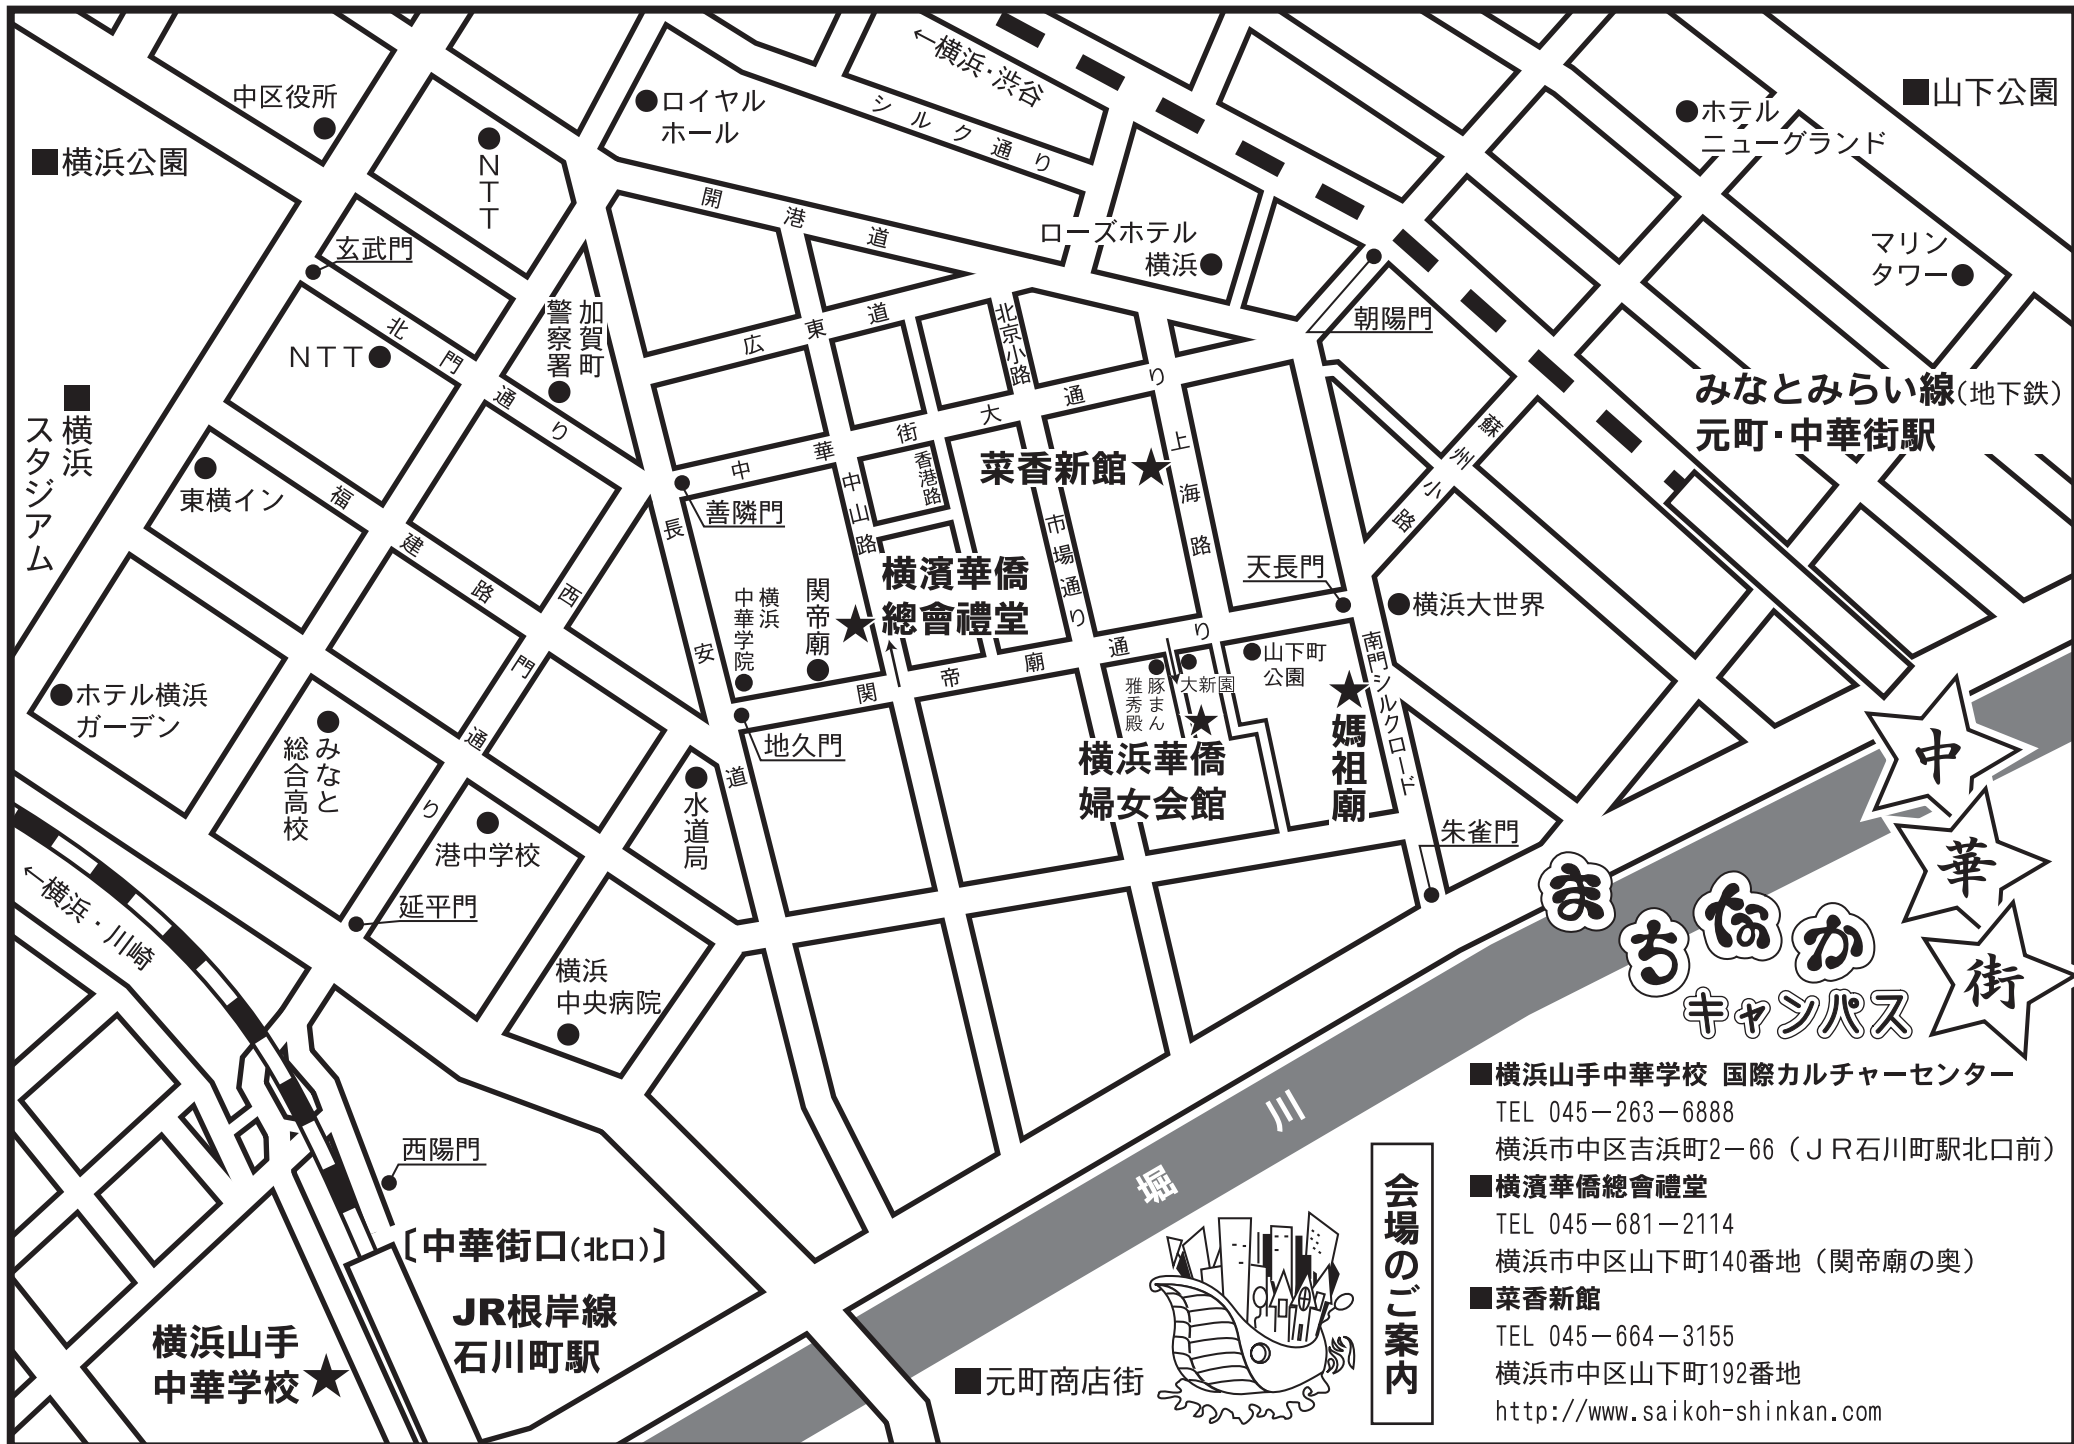 ←横浜・渋谷
■山下公園
中区役所
●ロイヤル
ホール
シルク通り
●ホテル
ニューグランド
■横浜公園
NTT
開港道
ローズホテル
横浜●
マリン
タワー●
玄武門
北門通り
加賀町
警察署
広東道
北京小路
朝陽門
NTT●
みなとみらい線(地下鉄)
元町・中華街駅
■横浜
スタジアム
中華街大通り
香港路
菜香新館★
上海路
蘇州小路
東横イン
福建路
善隣門
中山路
市場通り
長安道
西門通り
横浜
中華学院
関帝廟
横濱華僑
總會禮堂
天長門
●横浜大世界
関帝廟通り
●山下町
公園
南門シルクロード
豚まん
雅秀殿
大新園
●ホテル横浜
ガーデン
みなと
総合高校
地久門
横浜華僑
婦女会館
媽祖廟
水道局
港中学校
朱雀門
延平門
←横浜・川崎
横浜
中央病院
中華街
まちなか
キャンパス
堀川
西陽門
〔中華街口(北口)〕
JR根岸線
石川町駅
横浜山手
中華学校★
■元町商店街
会場のご案内
■横浜山手中華学校 国際カルチャーセンター
TEL 045－263－6888
横浜市中区吉浜町2－66（JR石川町駅北口前）
■横濱華僑總會禮堂
TEL 045－681－2114
横浜市中区山下町140番地（関帝廟の奥）
■菜香新館
TEL 045－664－3155
横浜市中区山下町192番地
http://www.saikoh-shinkan.com